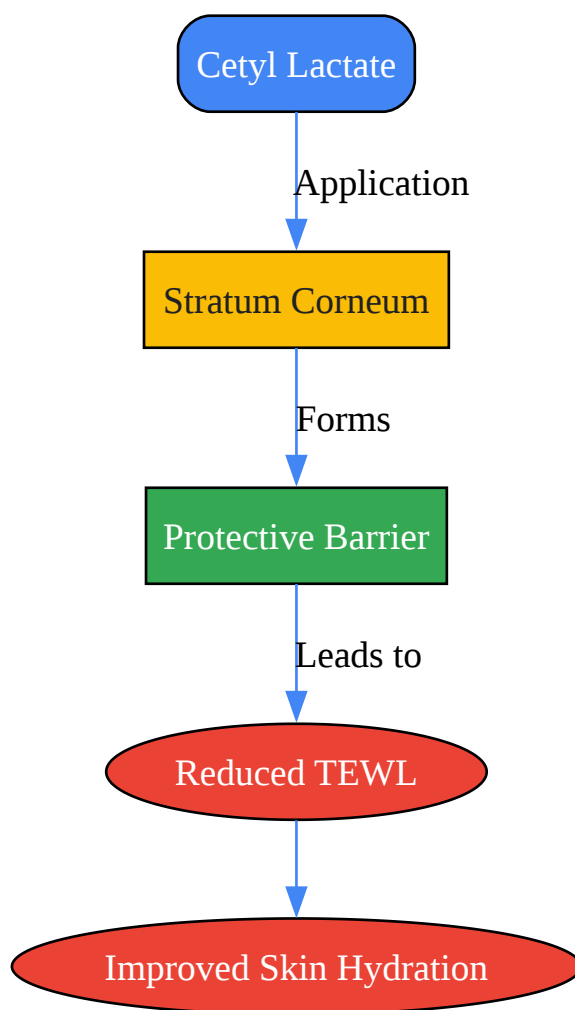 Cetyl Lactate
Application
Stratum Corneum
Forms
Protective Barrier
Leads to
Reduced TEWL
Improved Skin Hydration